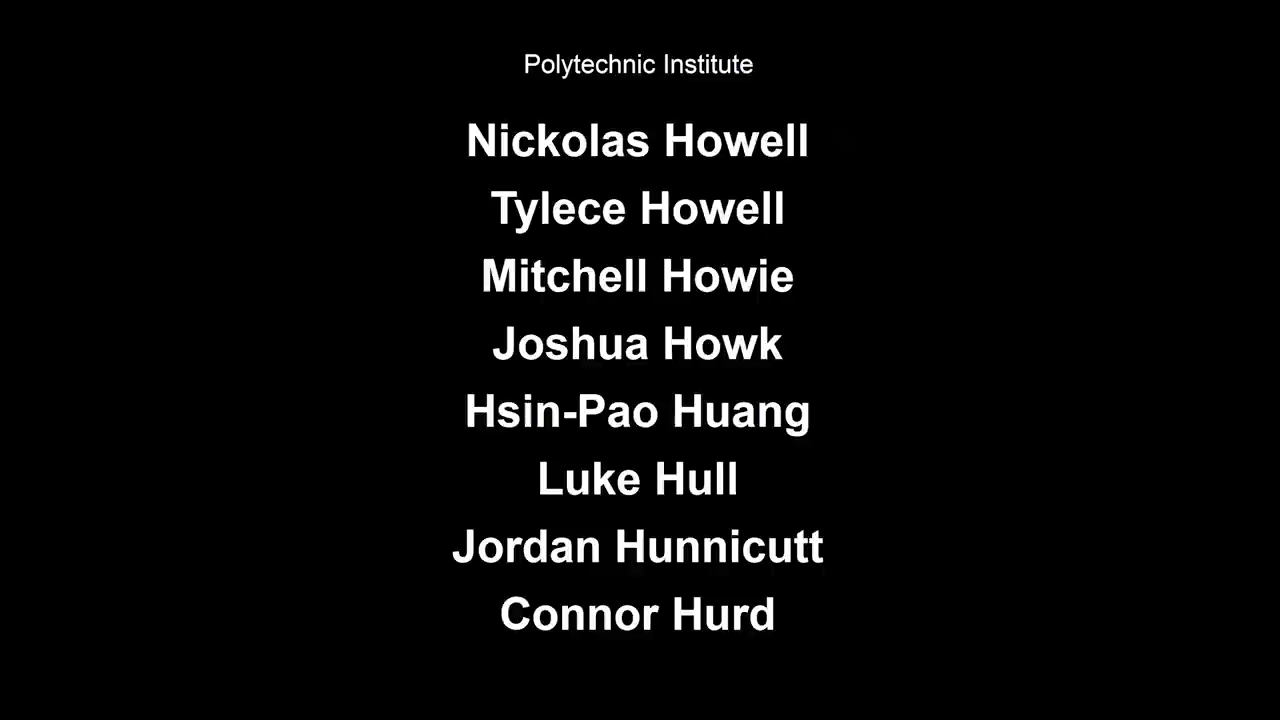 Polytechnic Institute
Nickolas Howell
Tylece Howell
Mitchell Howie
Joshua Howk
Hsin-Pao Huang
Luke Hull
Jordan Hunnicutt
Connor Hurd